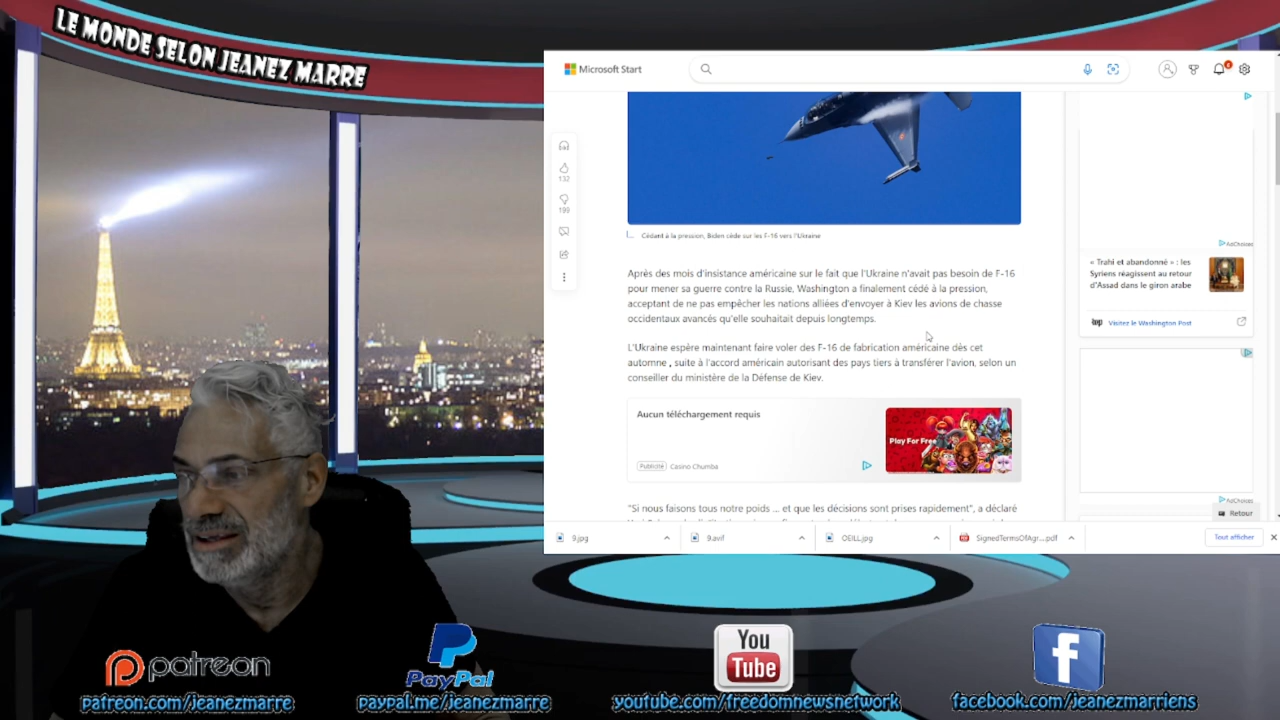 LE MONDE SELON JEANEZ MARRE
Microsoft Start
6
132
199
Cédant à la pression, Biden cède sur les F-16 vers l'Ukraine
Après des mois d'insistance américaine sur le fait que l'Ukraine n'avait pas besoin de F-16
pour mener sa guerre contre la Russie, Washington a finalement cédé à la pression,
acceptant de ne pas empêcher les nations alliées d'envoyer à Kiev les avions de chasse
occidentaux avancés qu'elle souhaitait depuis longtemps.
L'Ukraine espère maintenant faire voler des F-16 de fabrication américaine dès cet
automne , suite à l'accord américain autorisant des pays tiers à transférer l'avion, selon un
conseiller du ministère de la Défense de Kiev.
Aucun téléchargement requis
Play For Free
Publicité Casino Chumba
"Si nous faisons tous notre poids ... et que les décisions sont prises rapidement", a déclaré
AdChoices
« Trahi et abandonné » : les
Syriens réagissent au retour
d'Assad dans le giron arabe
Visitez le Washington Post
AdChoices
Retour
9.jpg
9.avif
OEILL.jpg
SignedTermsOfAgr....pdf
Tout afficher
patreon
patreon.com/jeanezmarre
PayPal
paypal.me/jeanezmarre
You
Tube
youtube.com/freedomnewsnetwork
f
facebook.com/jeanezmarriens